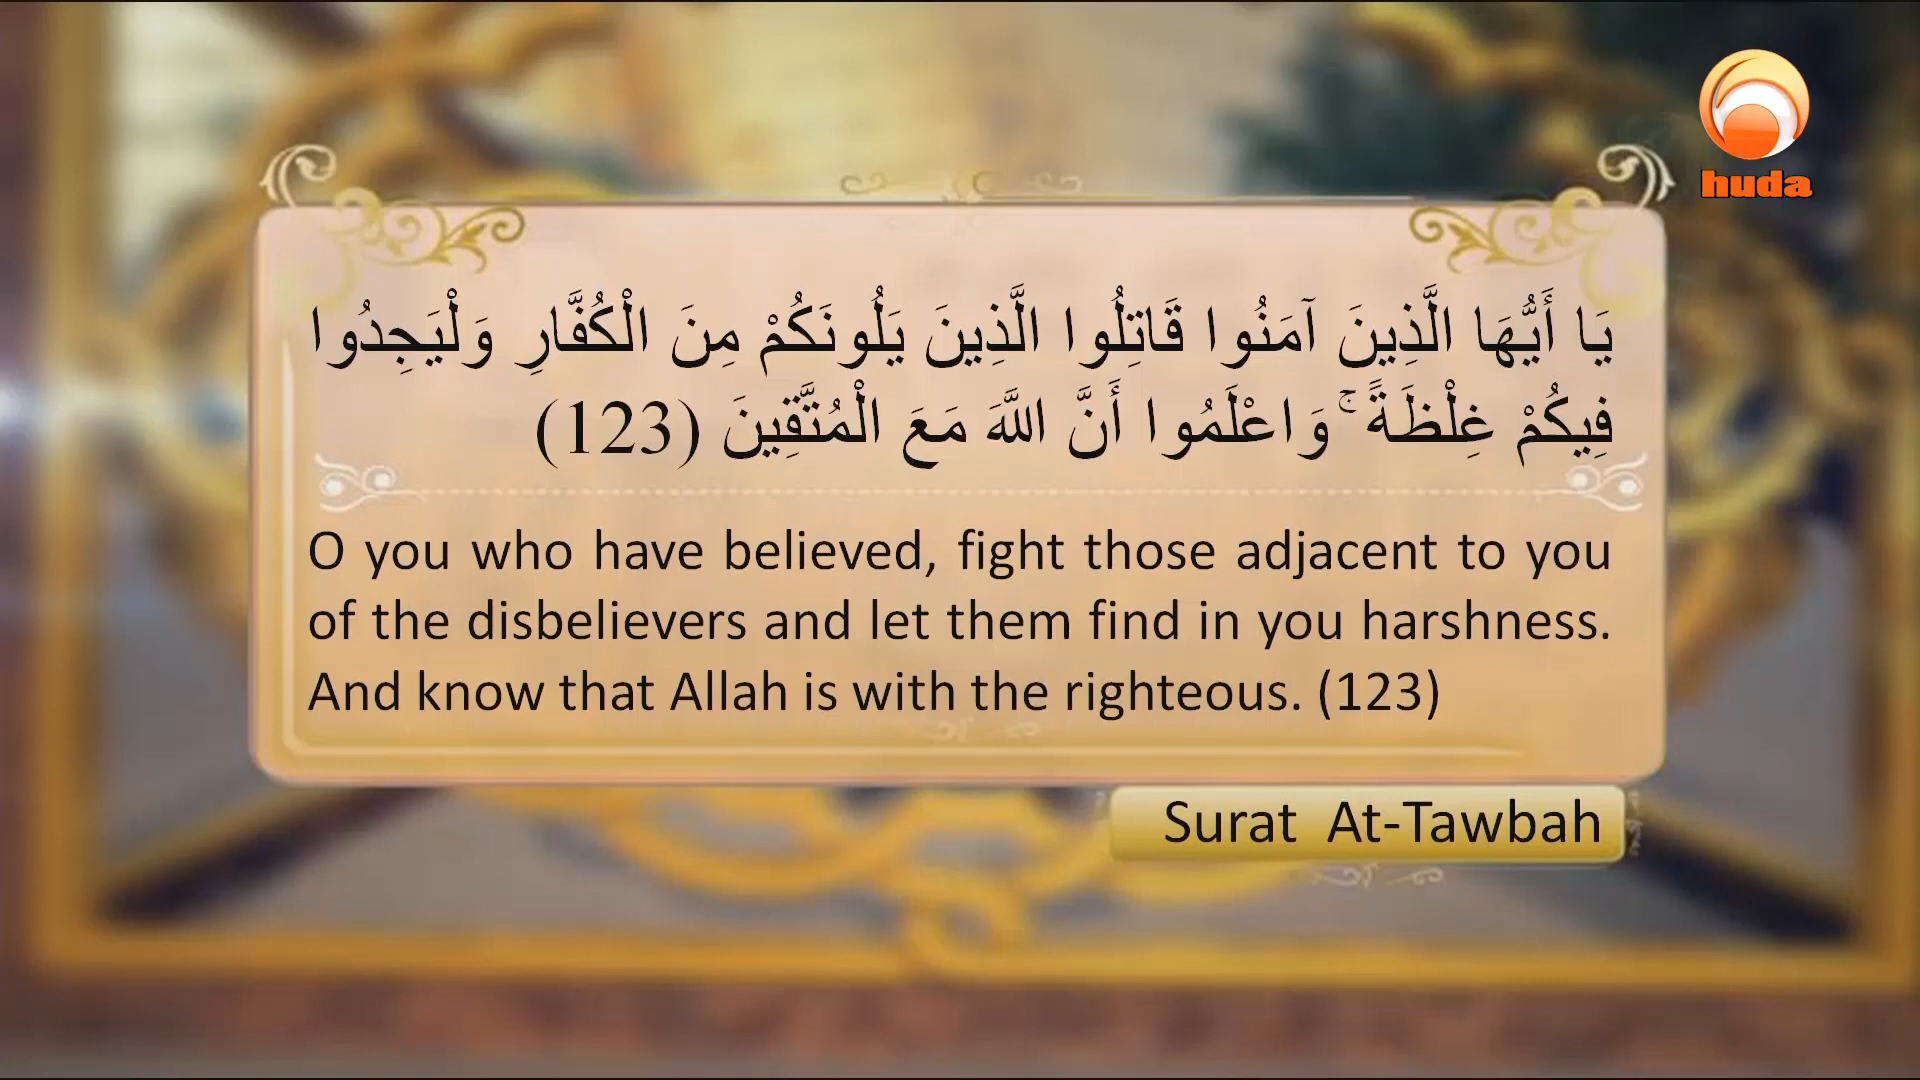 huda
يَا أَيُّهَا الَّذِينَ آمَنُوا قَاتِلُوا الَّذِينَ يَلُونَكُمْ مِنَ الْكُفَّارِ وَلْيَجِدُوا
فِيكُمْ غِلْظَةً ۚ وَاعْلَمُوا أَنَّ اللَّهَ مَعَ الْمُتَّقِينَ (123)
O you who have believed, fight those adjacent to you
of the disbelievers and let them find in you harshness.
And know that Allah is with the righteous. (123)
Surat At-Tawbah